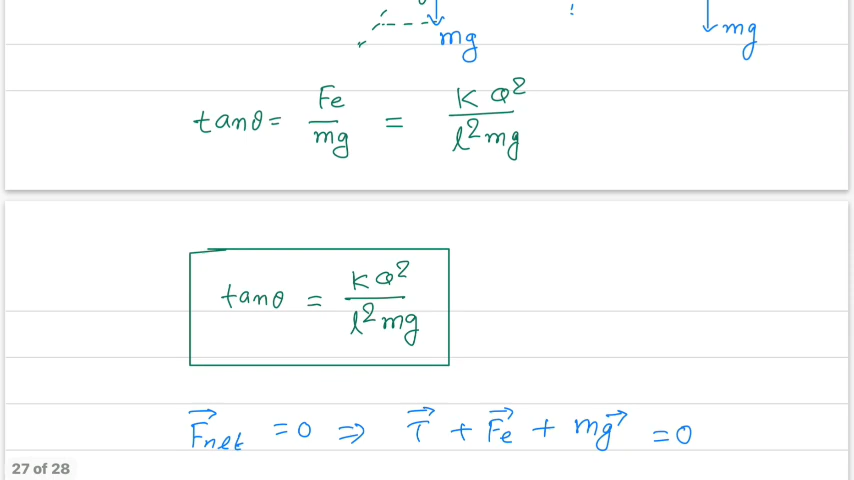 mg mg
tanθ = Fe/mg = KQ²/l²mg
tanθ = KQ²/l²mg
F⃗net = 0 ⇒ T⃗ + F⃗e + mg⃗ = 0
27 of 28